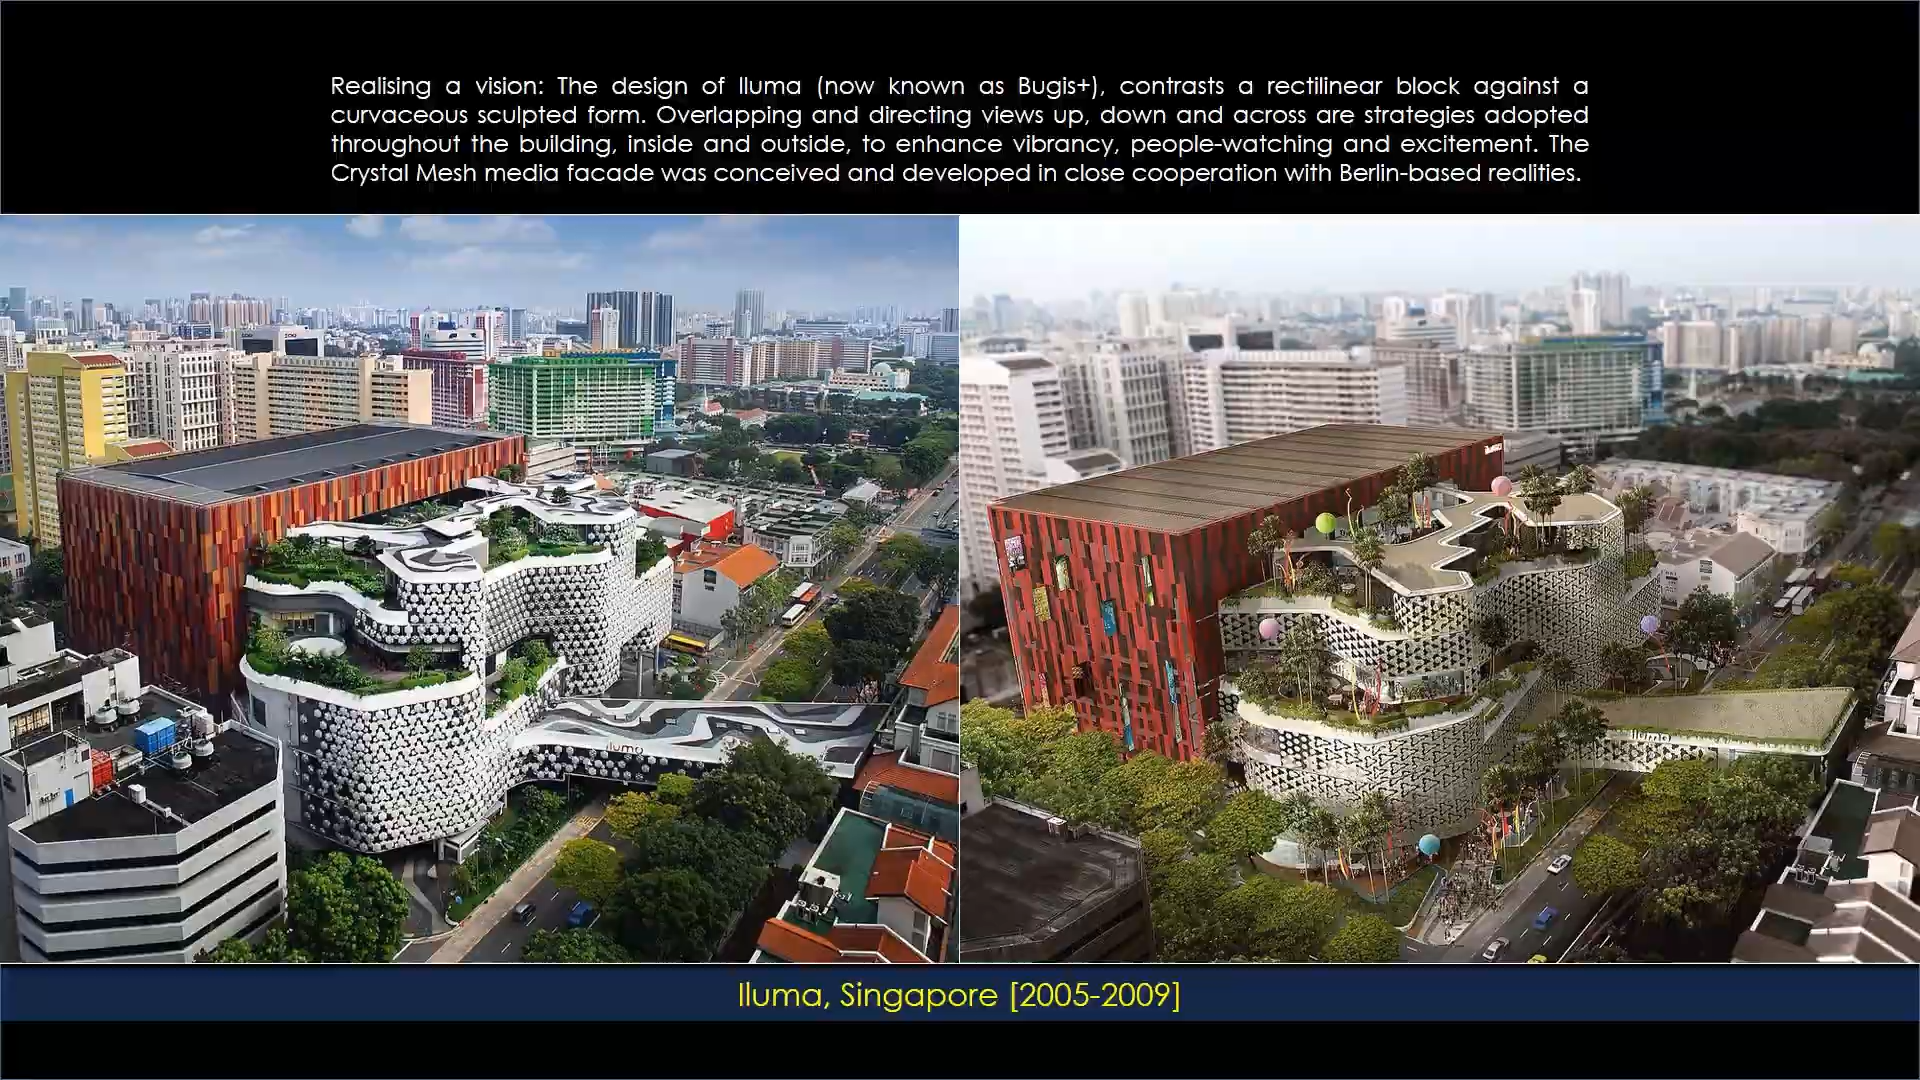 Realising a vision: The design of Iluma (now known as Bugis+), contrasts a rectilinear block against a
curvaceous sculpted form. Overlapping and directing views up, down and across are strategies adopted
throughout the building, inside and outside, to enhance vibrancy, people-watching and excitement. The
Crystal Mesh media facade was conceived and developed in close cooperation with Berlin-based realities.
iluma
iluma
iluma
Iluma, Singapore [2005-2009]